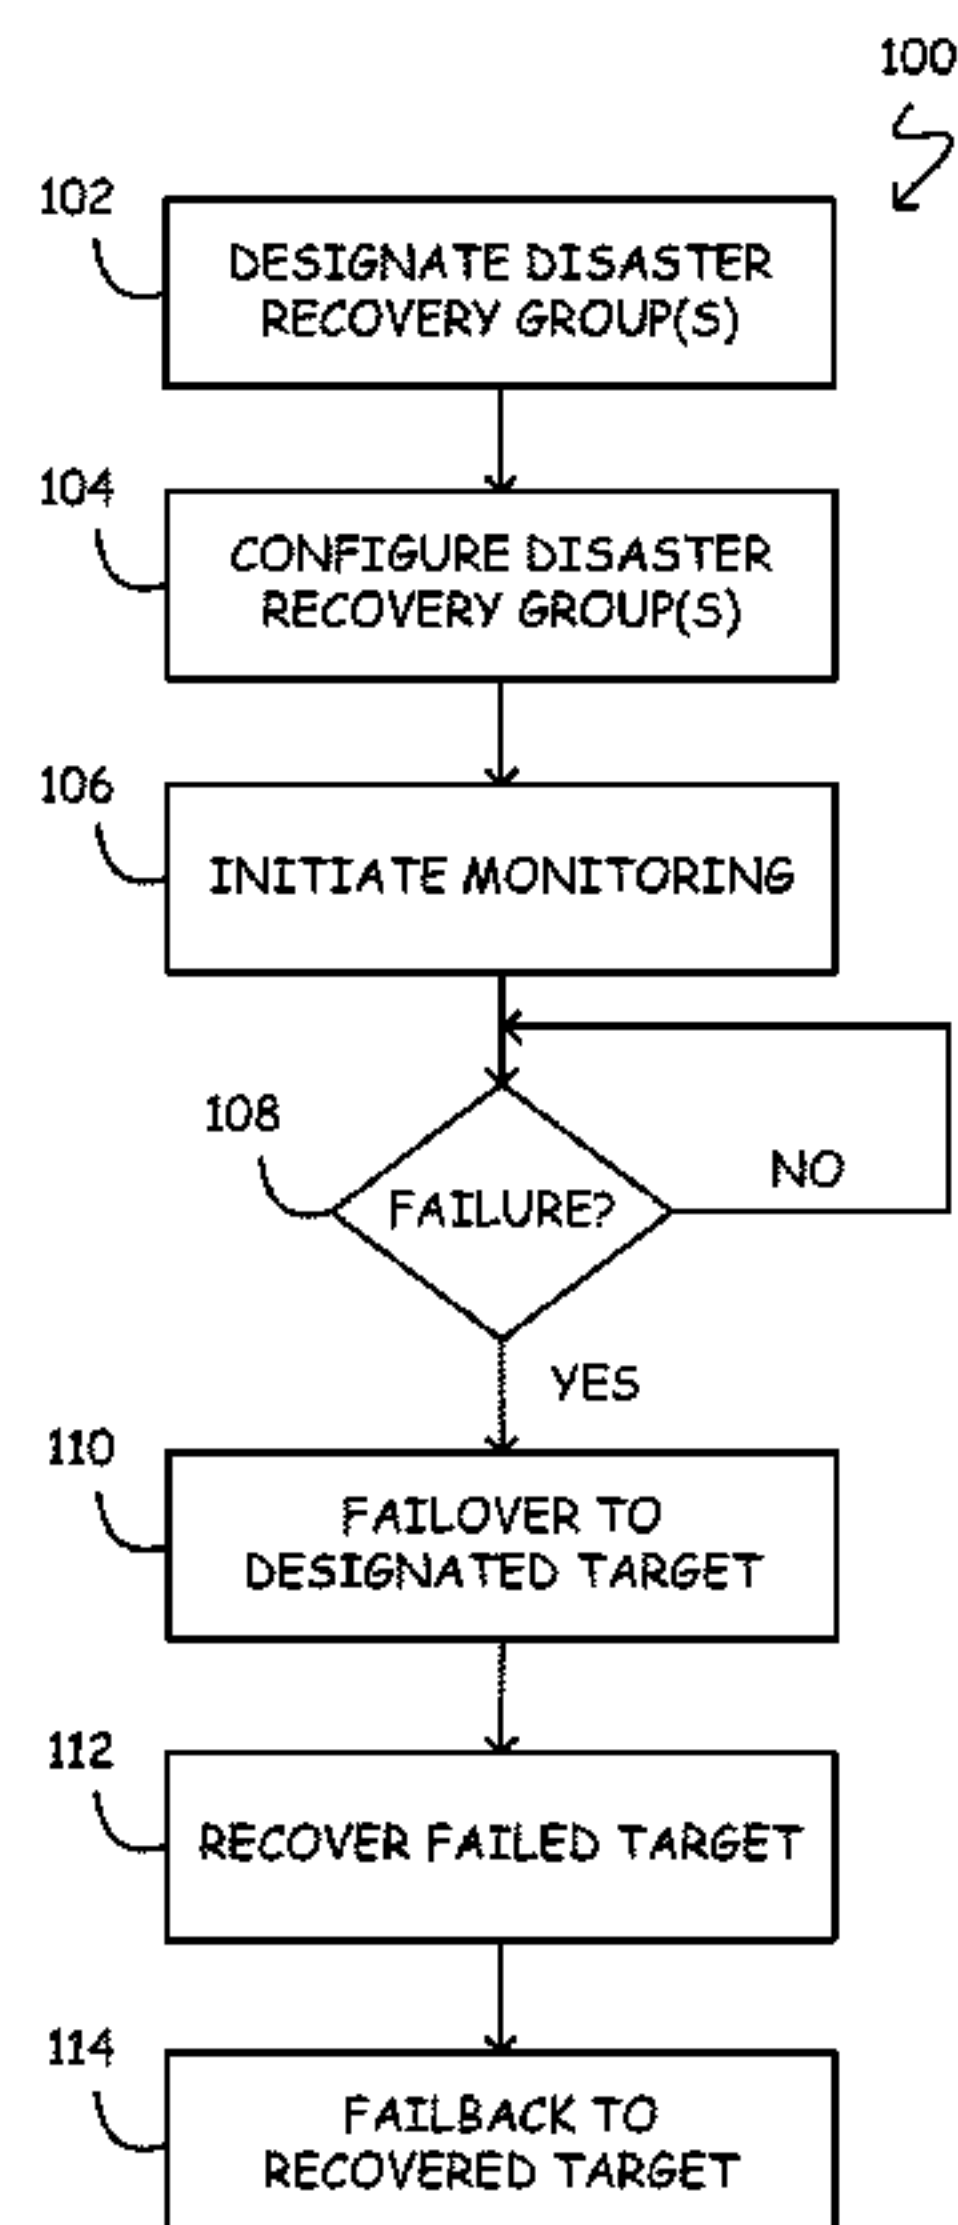 100
102
DESIGNATE DISASTER
RECOVERY GROUP(S)
104
CONFIGURE DISASTER
RECOVERY GROUP(S)
106
INITIATE MONITORING
108
FAILURE?
NO
YES
110
FAILOVER TO
DESIGNATED TARGET
112
RECOVER FAILED TARGET
114
FAILBACK TO
RECOVERED TARGET